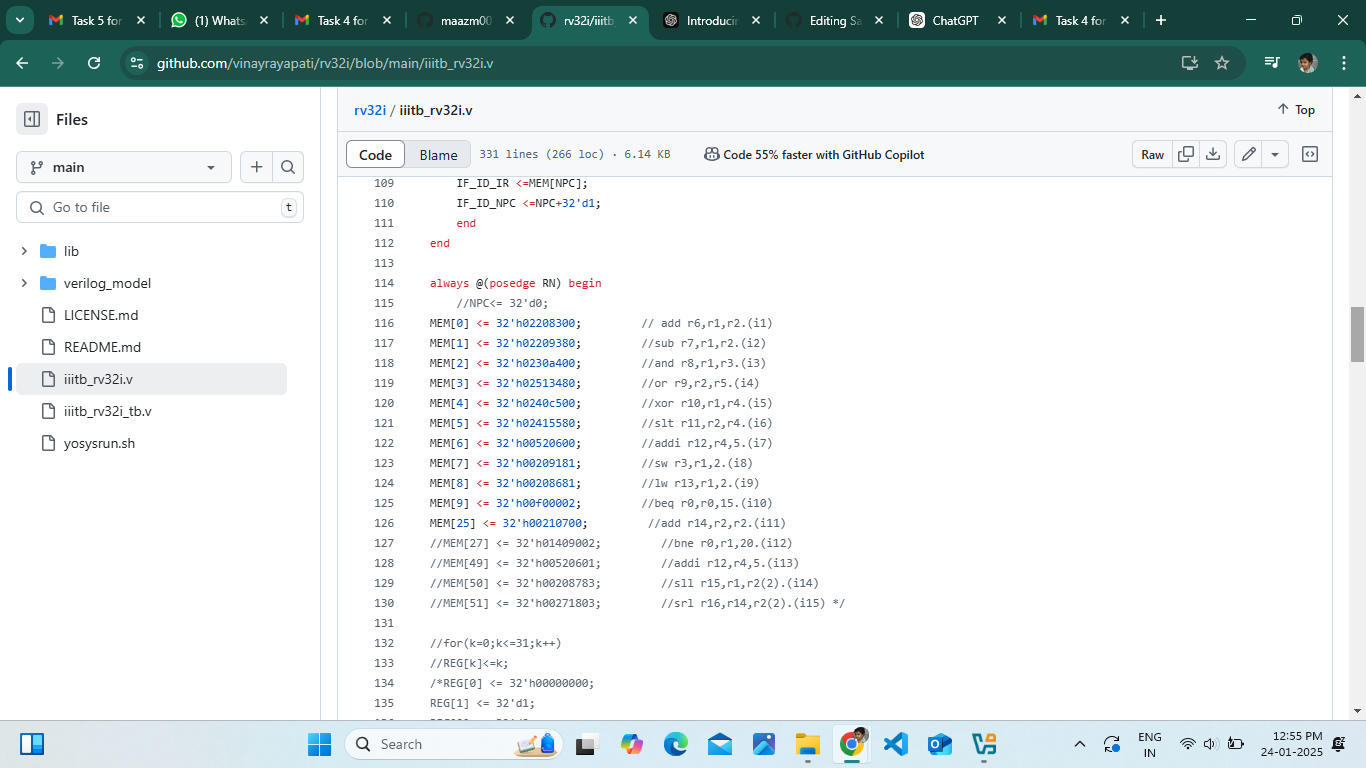 Task 5 for
(1) Whats
Task 4 for
maazm00
rv32i/iiitb
Introducin
Editing Sa
ChatGPT
Task 4 for
github.com/vinayrayapati/rv32i/blob/main/iiitb_rv32i.v
Files
main
Go to file
t
lib
verilog_model
LICENSE.md
README.md
iiitb_rv32i.v
iiitb_rv32i_tb.v
yosysrun.sh
rv32i / iiitb_rv32i.v
Top
Code
Blame
331 lines (266 loc) · 6.14 KB
Code 55% faster with GitHub Copilot
Raw
109 IF_ID_IR <=MEM[NPC];
110 IF_ID_NPC <=NPC+32'd1;
111 end
112 end
113
114 always @(posedge RN) begin
115 //NPC<= 32'd0;
116 MEM[0] <= 32'h02208300; // add r6,r1,r2.(i1)
117 MEM[1] <= 32'h02209380; //sub r7,r1,r2.(i2)
118 MEM[2] <= 32'h0230a400; //and r8,r1,r3.(i3)
119 MEM[3] <= 32'h02513480; //or r9,r2,r5.(i4)
120 MEM[4] <= 32'h0240c500; //xor r10,r1,r4.(i5)
121 MEM[5] <= 32'h02415580; //slt r11,r2,r4.(i6)
122 MEM[6] <= 32'h00520600; //addi r12,r4,5.(i7)
123 MEM[7] <= 32'h00209181; //sw r3,r1,2.(i8)
124 MEM[8] <= 32'h00208681; //lw r13,r1,2.(i9)
125 MEM[9] <= 32'h00f00002; //beq r0,r0,15.(i10)
126 MEM[25] <= 32'h00210700; //add r14,r2,r2.(i11)
127 //MEM[27] <= 32'h01409002; //bne r0,r1,20.(i12)
128 //MEM[49] <= 32'h00520601; //addi r12,r4,5.(i13)
129 //MEM[50] <= 32'h00208783; //sll r15,r1,r2(2).(i14)
130 //MEM[51] <= 32'h00271803; //srl r16,r14,r2(2).(i15) */
131
132 //for(k=0;k<=31;k++)
133 //REG[k]<=k;
134 /*REG[0] <= 32'h00000000;
135 REG[1] <= 32'd1;
Search
ENG
IN
12:55 PM
24-01-2025